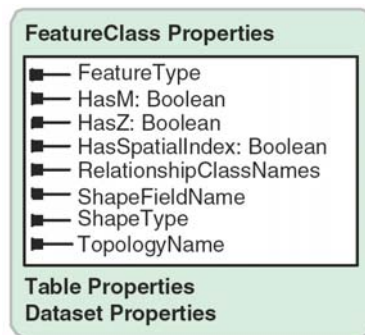 FeatureClass Properties
FeatureType
HasM: Boolean
HasZ: Boolean
HasSpatialIndex: Boolean
RelationshipClassNames
ShapeFieldName
ShapeType
TopologyName
Table Properties
Dataset Properties